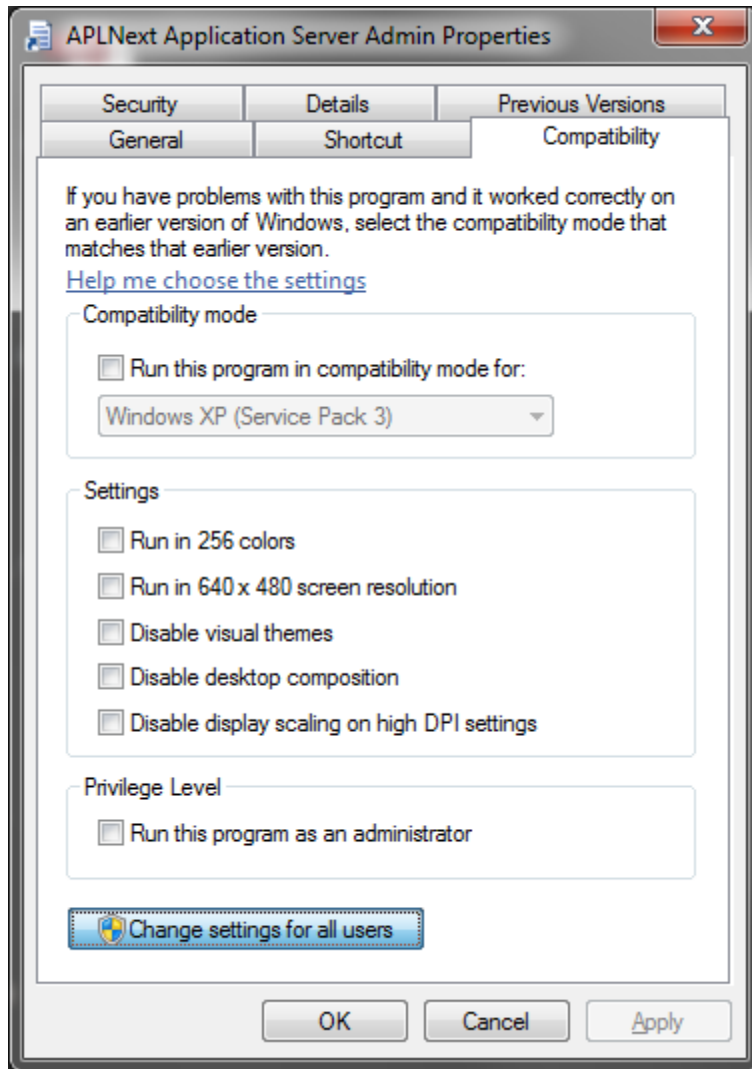 APLNext Application Server Admin Properties
Security
Details
Previous Versions
General
Shortcut
Compatibility
If you have problems with this program and it worked correctly on
an earlier version of Windows, select the compatibility mode that
matches that earlier version.
Help me choose the settings
Compatibility mode
Run this program in compatibility mode for:
Windows XP (Service Pack 3)
Settings
Run in 256 colors
Run in 640 x 480 screen resolution
Disable visual themes
Disable desktop composition
Disable display scaling on high DPI settings
Privilege Level
Run this program as an administrator
Change settings for all users
OK
Cancel
Apply